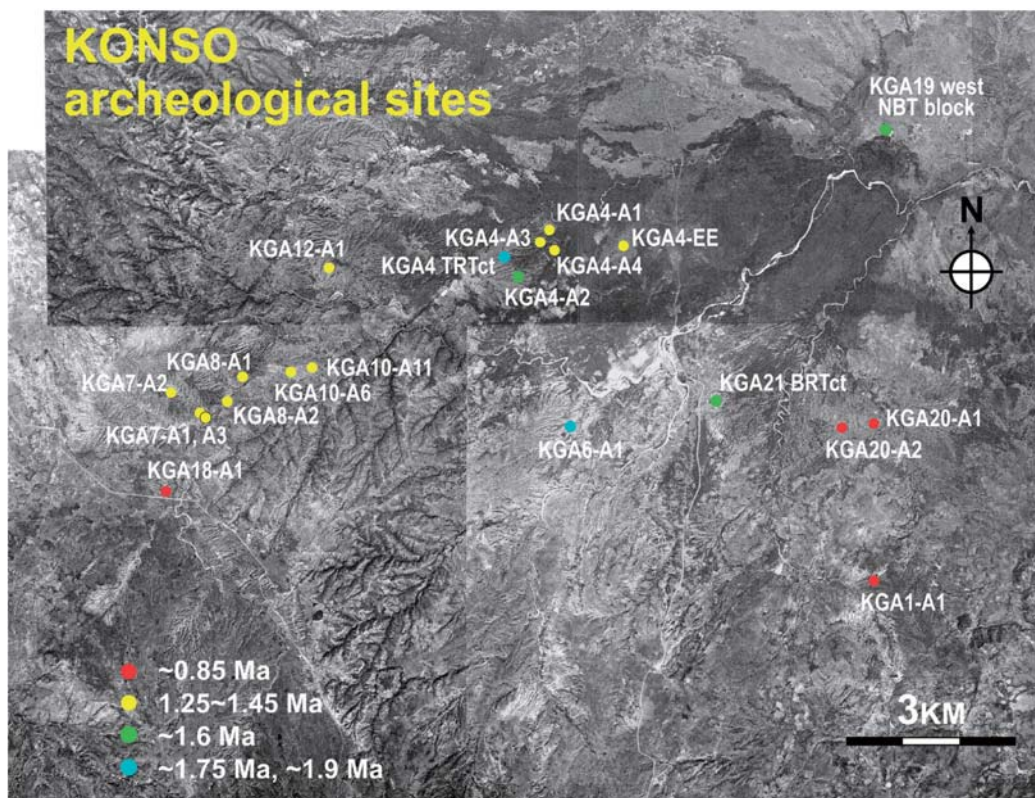 KONSO
archeological sites
KGA19 west
NBT block
N
KGA4-A1
KGA4-A3
KGA4-EE
KGA12-A1
KGA4 TRTct
KGA4-A4
KGA4-A2
KGA8-A1
KGA10-A11
KGA7-A2
KGA10-A6
KGA8-A2
KGA21 BRTct
KGA7-A1, A3
KGA6-A1
KGA20-A1
KGA20-A2
KGA18-A1
KGA1-A1
~0.85 Ma
1.25~1.45 Ma
~1.6 Ma
~1.75 Ma, ~1.9 Ma
3KM